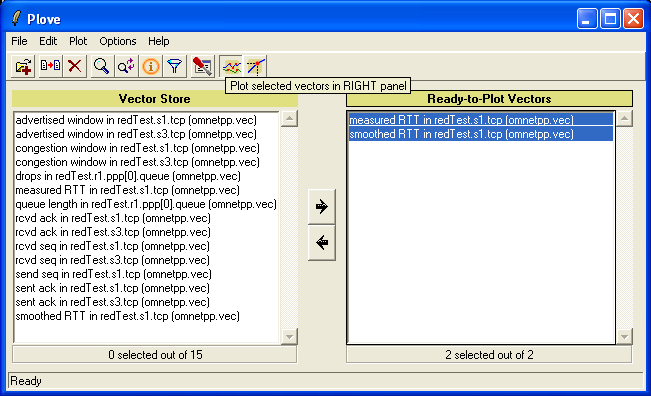 Plove
File Edit Plot Options Help
Plot selected vectors in RIGHT panel
Vector Store
advertised window in redTest.s1.tcp (omnetpp.vec)
advertised window in redTest.s3.tcp (omnetpp.vec)
congestion window in redTest.s1.tcp (omnetpp.vec)
congestion window in redTest.s3.tcp (omnetpp.vec)
drops in redTest.r1.ppp[0].queue (omnetpp.vec)
measured RTT in redTest.s1.tcp (omnetpp.vec)
queue length in redTest.r1.ppp[0].queue (omnetpp.vec)
rcvd ack in redTest.s1.tcp (omnetpp.vec)
rcvd ack in redTest.s3.tcp (omnetpp.vec)
rcvd seq in redTest.s1.tcp (omnetpp.vec)
rcvd seq in redTest.s3.tcp (omnetpp.vec)
send seq in redTest.s1.tcp (omnetpp.vec)
sent ack in redTest.s1.tcp (omnetpp.vec)
sent ack in redTest.s3.tcp (omnetpp.vec)
smoothed RTT in redTest.s1.tcp (omnetpp.vec)
0 selected out of 15
Ready-to-Plot Vectors
measured RTT in redTest.s1.tcp (omnetpp.vec)
smoothed RTT in redTest.s1.tcp (omnetpp.vec)
2 selected out of 2
Ready